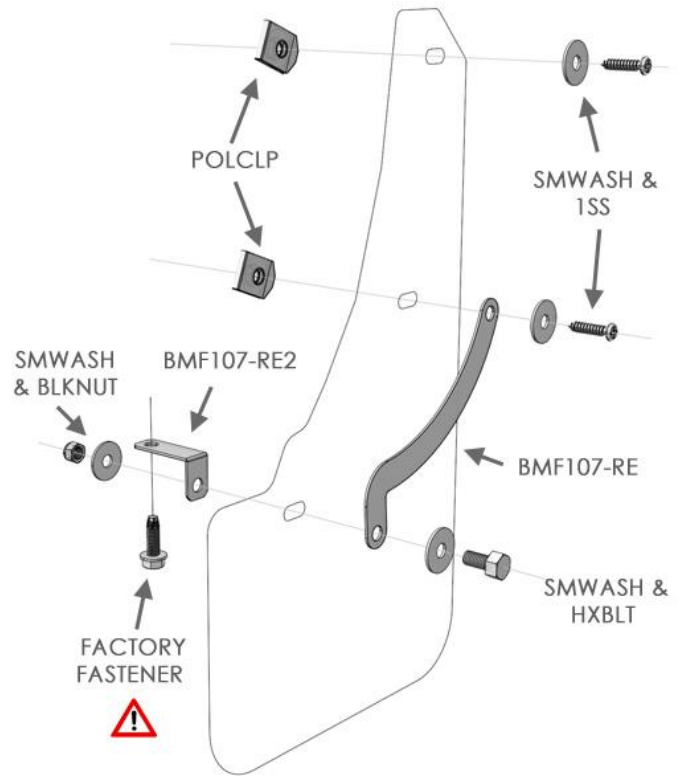 POLCLP
SMWASH &
1SS
SMWASH
& BLKNUT
BMF107-RE2
BMF107-RE
SMWASH &
HXBLT
FACTORY
FASTENER